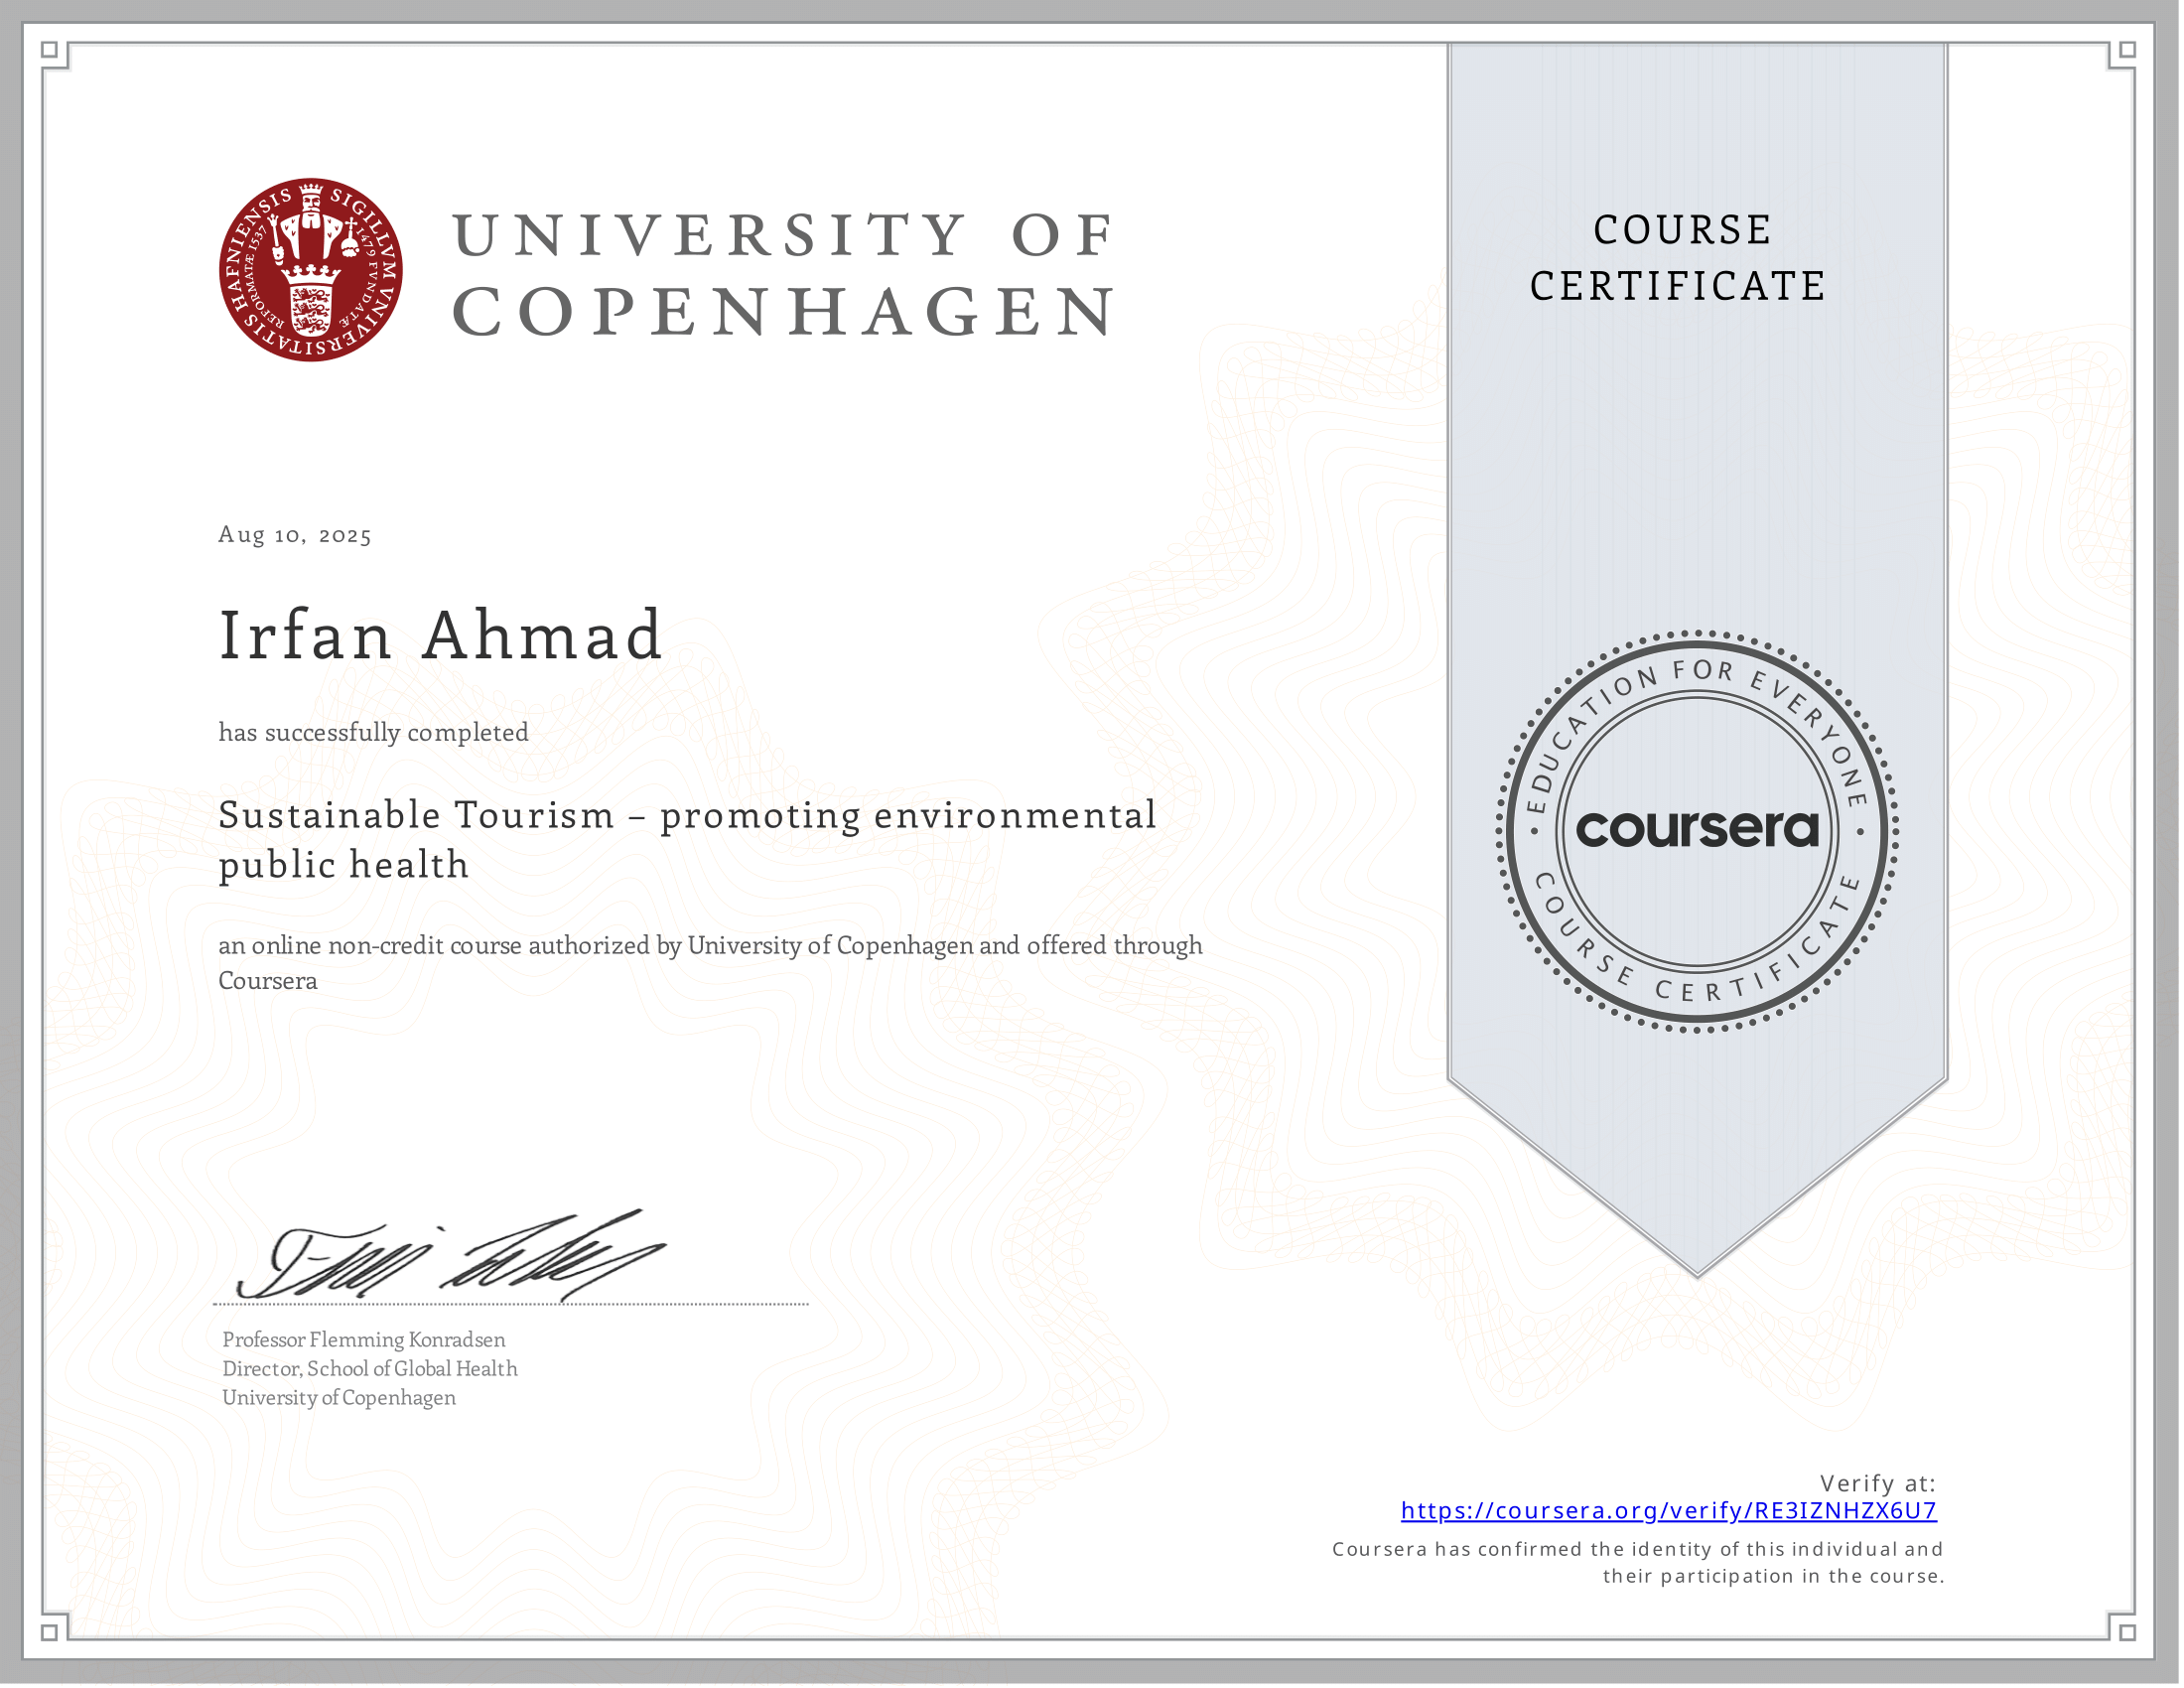 SIGILLVM VNIVERSITATIS HAFNIENSIS
1479 FVNDATÆ REFORMATÆ 1537
UNIVERSITY OF
COPENHAGEN
COURSE
CERTIFICATE
Aug 10, 2025
Irfan Ahmad
has successfully completed
Sustainable Tourism – promoting environmental
public health
an online non-credit course authorized by University of Copenhagen and offered through
Coursera
EDUCATION FOR EVERYONE
coursera
COURSE CERTIFICATE
Professor Flemming Konradsen
Director, School of Global Health
University of Copenhagen
Verify at:
https://coursera.org/verify/RE3IZNHZX6U7
Coursera has confirmed the identity of this individual and
their participation in the course.